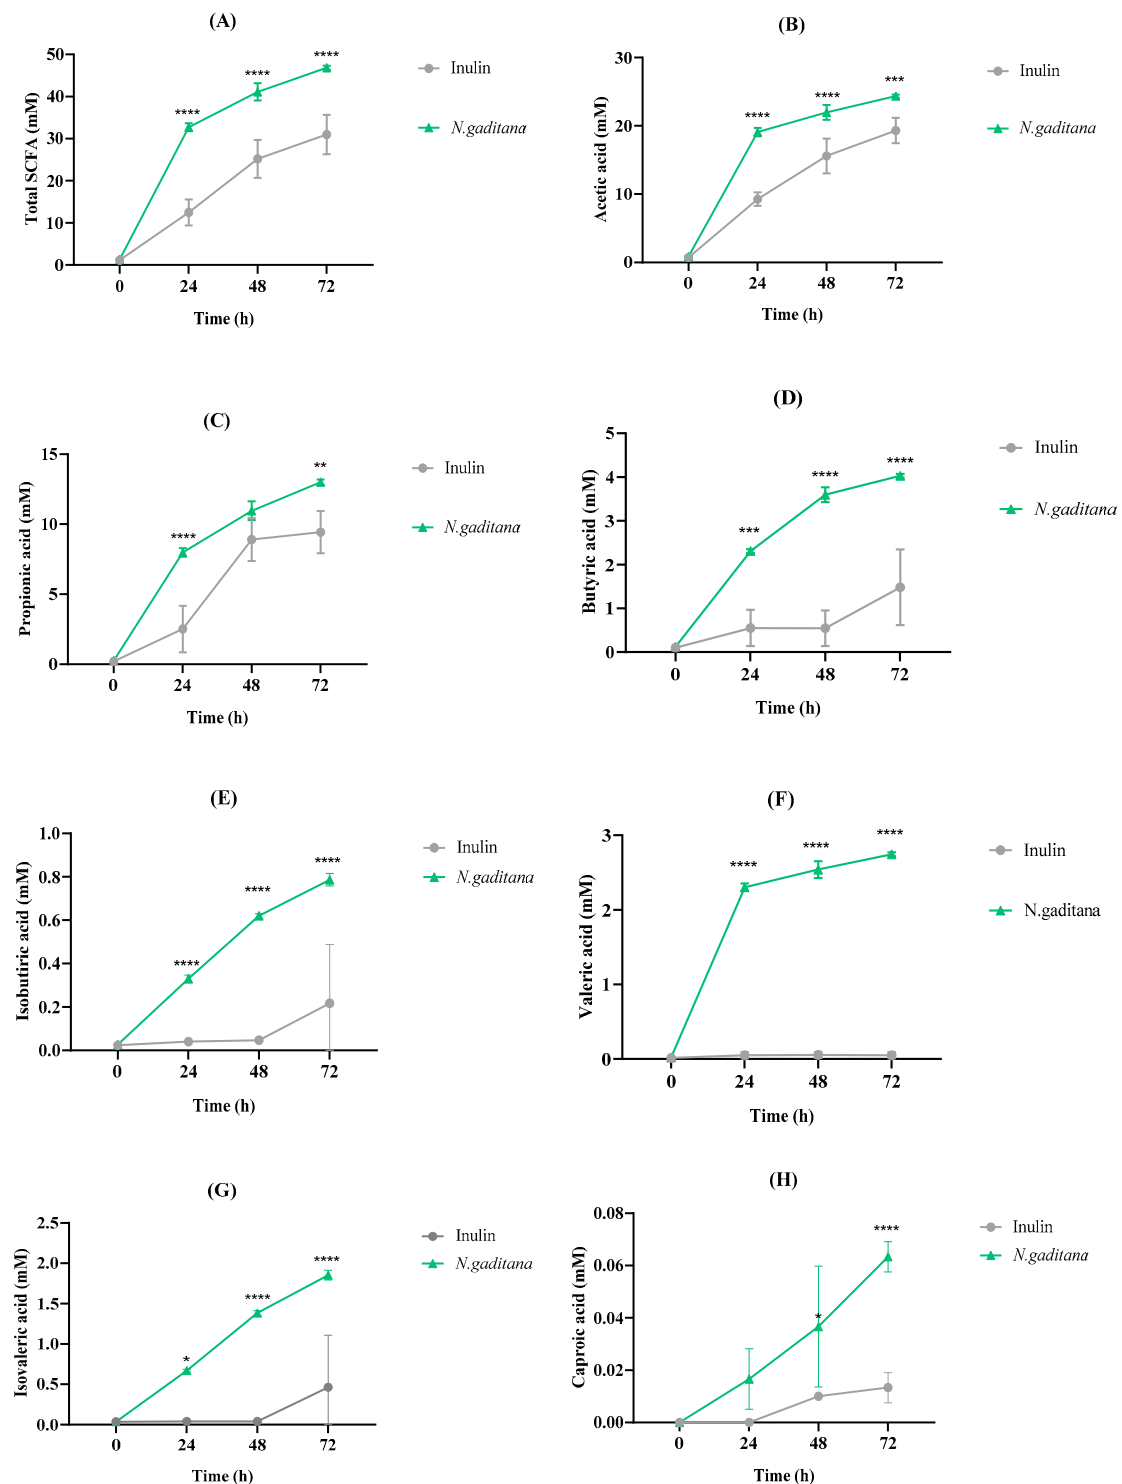 (A)
Total SCFA (mM)
50
40
30
20
10
0
****
****
****
0 24 48 72
Time (h)
Inulin
N.gaditana
(B)
Acetic acid (mM)
30
20
10
0
****
****
***
0 24 48 72
Time (h)
Inulin
N.gaditana
(C)
Propionic acid (mM)
15
10
5
0
****
**
0 24 48 72
Time (h)
Inulin
N.gaditana
(D)
Butyric acid (mM)
5
4
3
2
1
0
***
****
****
0 24 48 72
Time (h)
Inulin
N.gaditana
(E)
Isobutiric acid (mM)
1.0
0.8
0.6
0.4
0.2
0.0
****
****
****
0 24 48 72
Time (h)
Inulin
N.gaditana
(F)
Valeric acid (mM)
3
2
1
0
****
****
****
0 24 48 72
Time (h)
Inulin
N.gaditana
(G)
Isovaleric acid (mM)
2.5
2.0
1.5
1.0
0.5
0.0
*
****
****
0 24 48 72
Time (h)
Inulin
N.gaditana
(H)
Caproic acid (mM)
0.08
0.06
0.04
0.02
0.00
*
****
0 24 48 72
Time (h)
Inulin
N.gaditana